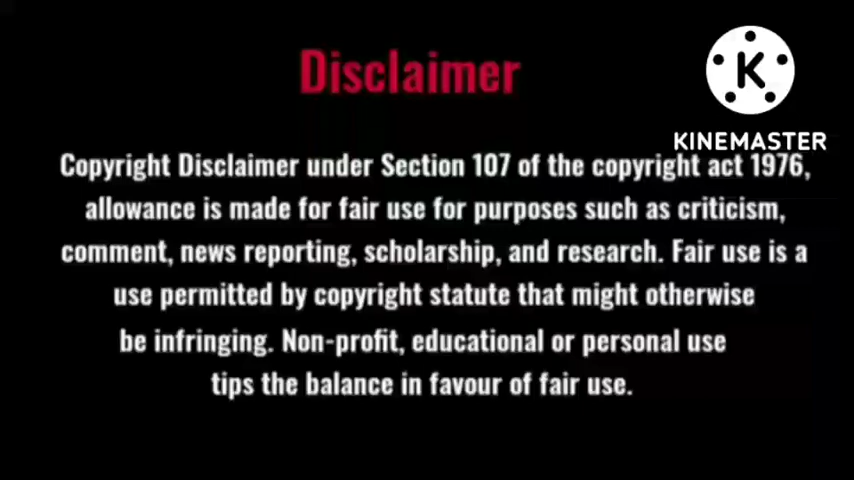 Disclaimer
K
KINEMASTER
Copyright Disclaimer under Section 107 of the copyright act 1976,
allowance is made for fair use for purposes such as criticism,
comment, news reporting, scholarship, and research. Fair use is a
use permitted by copyright statute that might otherwise
be infringing. Non-profit, educational or personal use
tips the balance in favour of fair use.